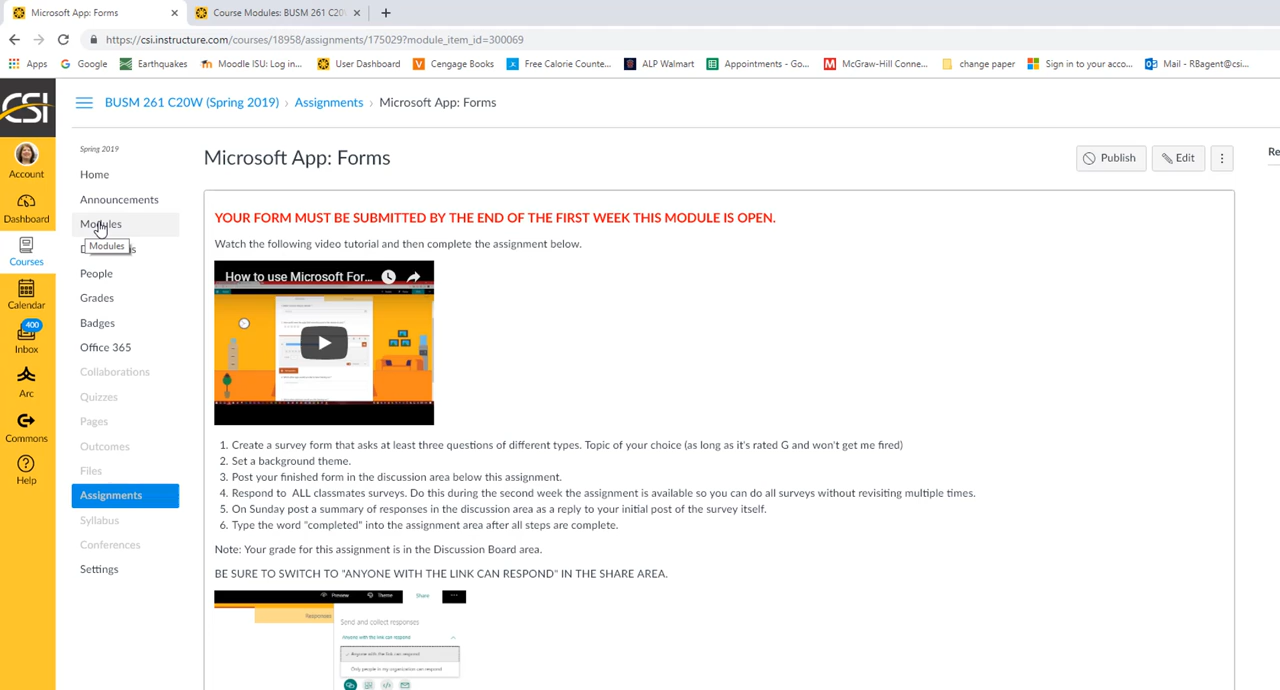 Microsoft App: Forms
Course Modules: BUSM 261 C20
https://csi.instructure.com/courses/18958/assignments/175029?module_item_id=300069
Apps Google Earthquakes Moodle ISU: Log in... User Dashboard Cengage Books Free Calorie Counte... ALP Walmart Appointments - Go... McGraw-Hill Conne... change paper Sign in to your acco... Mail - RBagent@csi...
CSI
BUSM 261 C20W (Spring 2019) › Assignments › Microsoft App: Forms
Account
Dashboard
Courses
Calendar
400
Inbox
Arc
Commons
Help
Spring 2019
Home
Announcements
Modules
Modules
People
Grades
Badges
Office 365
Collaborations
Quizzes
Pages
Outcomes
Files
Assignments
Syllabus
Conferences
Settings
Microsoft App: Forms
Publish
Edit
Re
YOUR FORM MUST BE SUBMITTED BY THE END OF THE FIRST WEEK THIS MODULE IS OPEN.
Watch the following video tutorial and then complete the assignment below.
How to use Microsoft For...
1. Create a survey form that asks at least three questions of different types. Topic of your choice (as long as it's rated G and won't get me fired)
2. Set a background theme.
3. Post your finished form in the discussion area below this assignment.
4. Respond to ALL classmates surveys. Do this during the second week the assignment is available so you can do all surveys without revisiting multiple times.
5. On Sunday post a summary of responses in the discussion area as a reply to your initial post of the survey itself.
6. Type the word "completed" into the assignment area after all steps are complete.
Note: Your grade for this assignment is in the Discussion Board area.
BE SURE TO SWITCH TO "ANYONE WITH THE LINK CAN RESPOND" IN THE SHARE AREA.
Preview Theme Share ...
Responses
Send and collect responses
Anyone with the link can respond
Anyone with the link can respond
Only people in my organization can respond